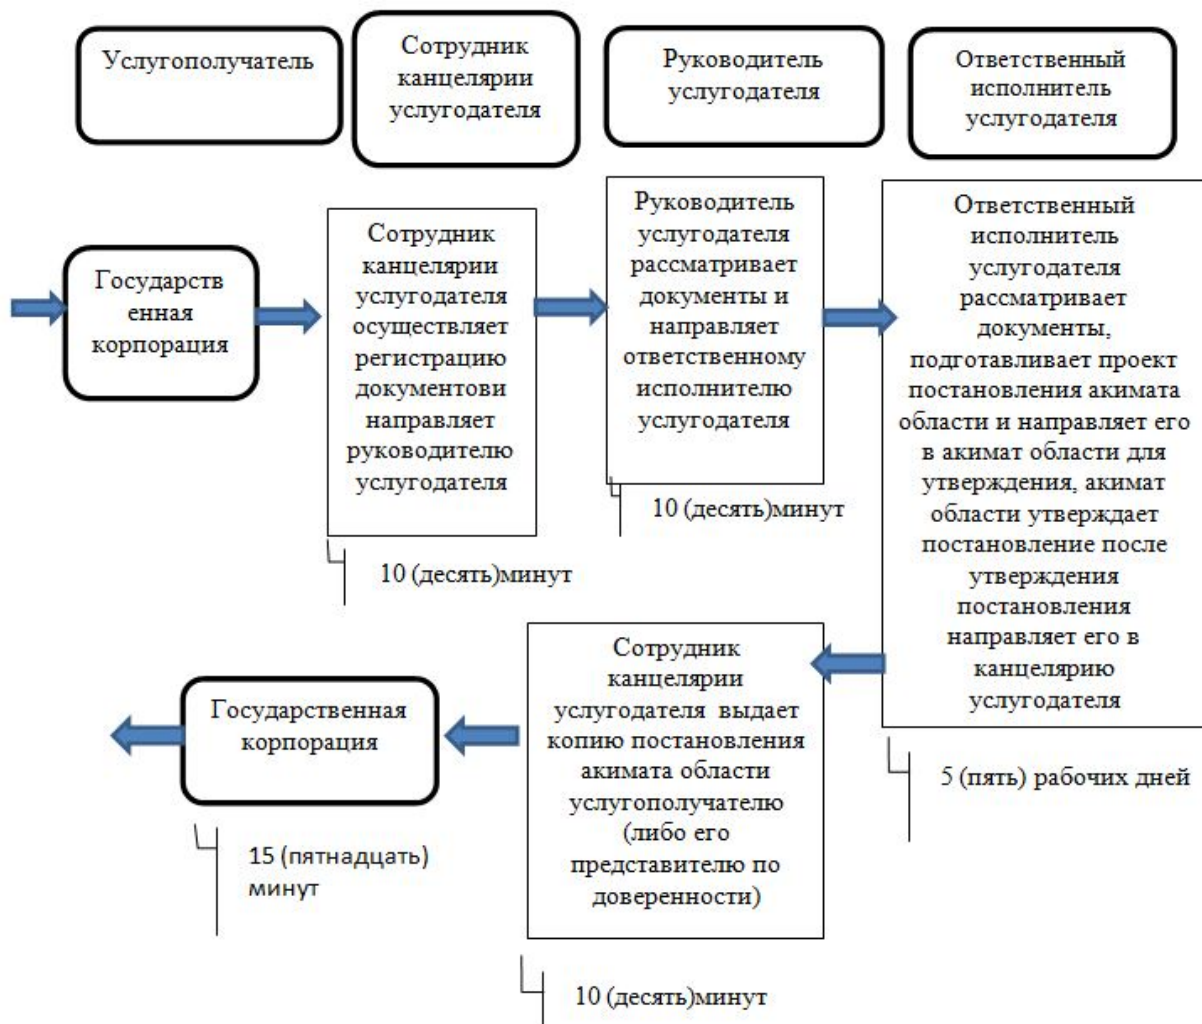 Услугополучатель
Сотрудник
канцелярии
услугодателя
Руководитель
услугодателя
Ответственный
исполнитель
услугодателя
Государств
енная
корпорация
Сотрудник
канцелярии
услугодателя
осуществляет
регистрацию
документови
направляет
руководителю
услугодателя
10 (десять)минут
Руководитель
услугодателя
рассматривает
документы и
направляет
ответственному
исполнителю
услугодателя
10 (десять)минут
Ответственный
исполнитель
услугодателя
рассматривает
документы,
подготавливает проект
постановления акимата
области и направляет его
в акимат области для
утверждения, акимат
области утверждает
постановление после
утверждения
постановления
направляет его в
канцелярию
услугодателя
5 (пять) рабочих дней
Сотрудник
канцелярии
услугодателя выдает
копию постановления
акимата области
услугополучателю
(либо его
представителю по
доверенности)
10 (десять)минут
Государственная
корпорация
15 (пятнадцать)
минут